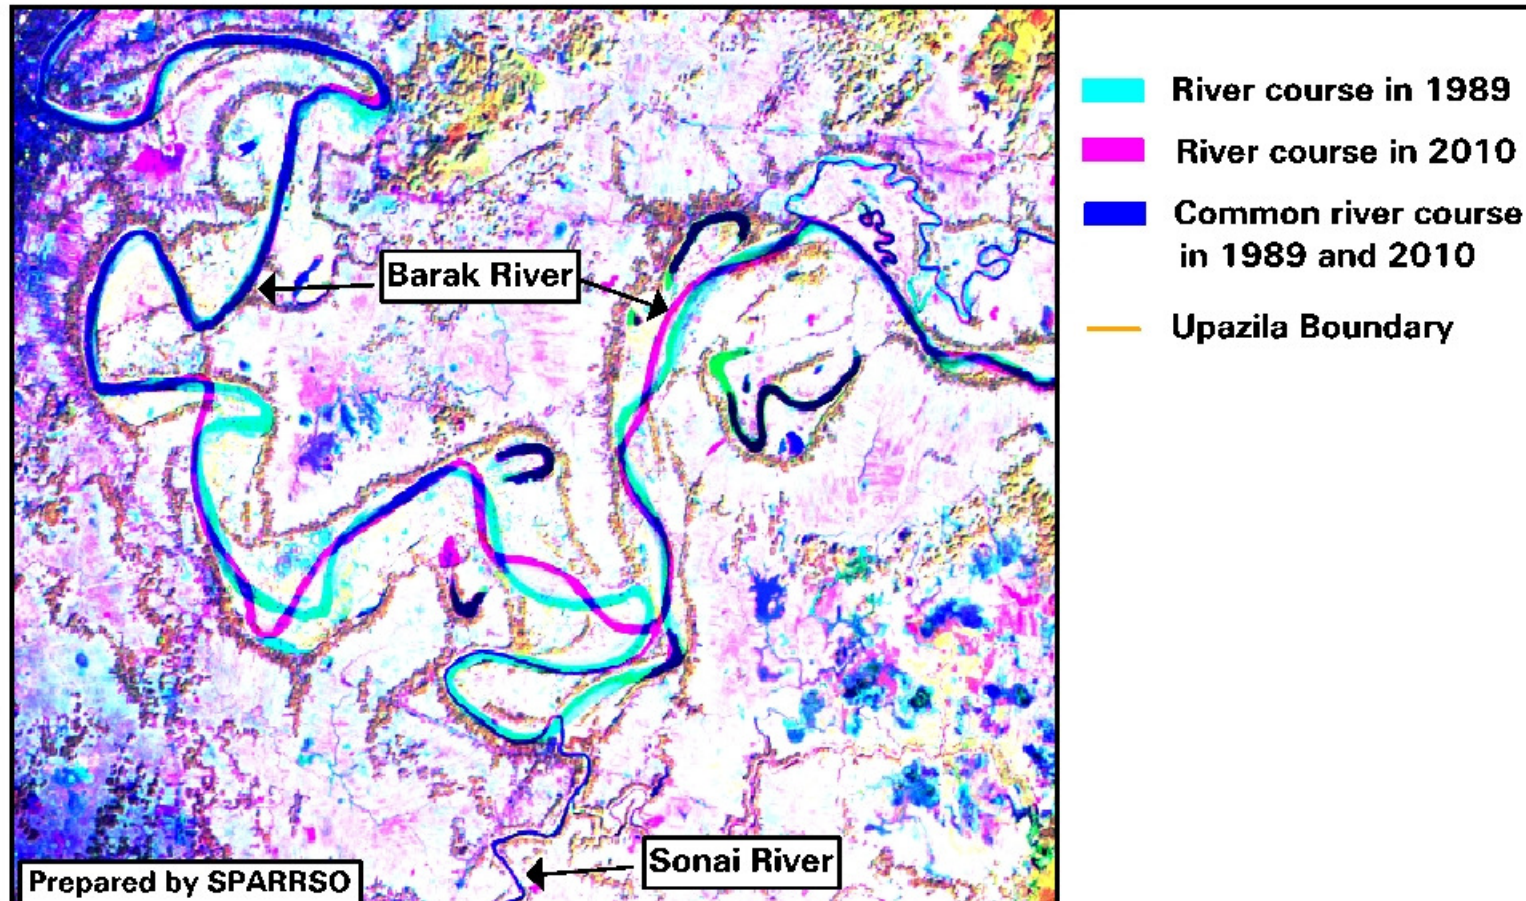 River course in 1989
River course in 2010
Common river course
in 1989 and 2010
Upazila Boundary
Barak River
Sonai River
Prepared by SPARRSO